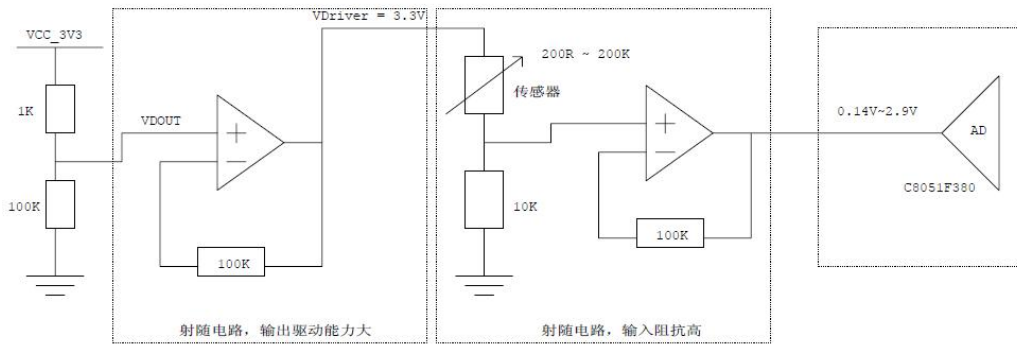 VDriver = 3.3V
VCC_3V3
200R ~ 200K
传感器
1K
VDOUT
0.14V~2.9V
AD
C8051F380
100K
10K
100K
100K
射随电路，输出驱动能力大
射随电路，输入阻抗高